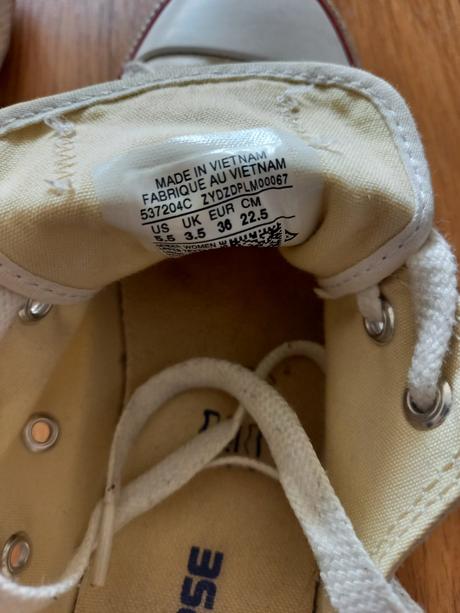 MADE IN VIETNAM
FABRIQUE AU VIETNAM
537204C ZYDZDPLM00067
US UK EUR CM
5.5 3.5 36 22.5
WOMEN